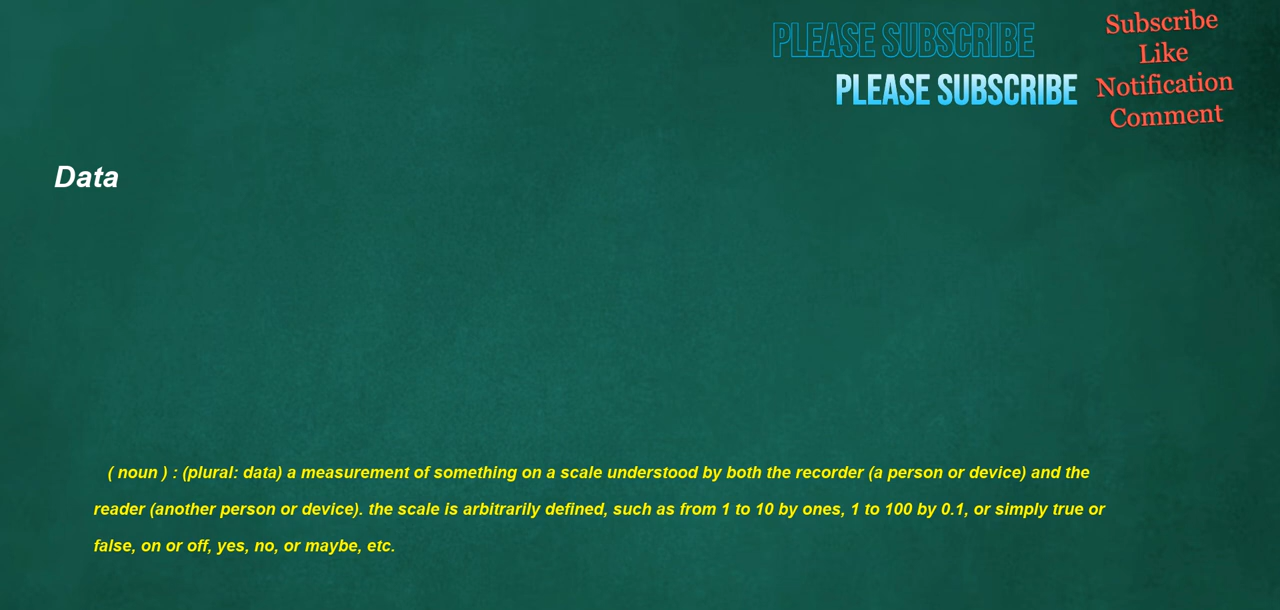 PLEASE SUBSCRIBE
PLEASE SUBSCRIBE
Subscribe
Like
Notification
Comment
Data
( noun ) : (plural: data) a measurement of something on a scale understood by both the recorder (a person or device) and the
reader (another person or device). the scale is arbitrarily defined, such as from 1 to 10 by ones, 1 to 100 by 0.1, or simply true or
false, on or off, yes, no, or maybe, etc.